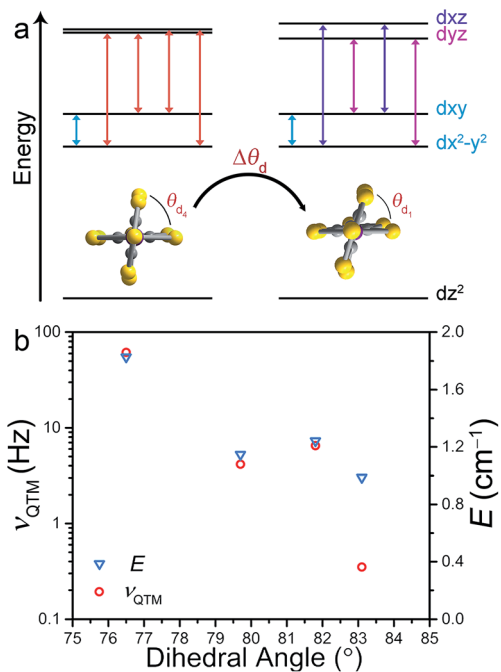 a
Energy
dxz
dyz
dxy
dx²-y²
Δθd
θd4
θd1
dz²
b
100
10
1
0.1
νQTM (Hz)
2.0
1.6
1.2
0.8
0.4
0.0
E (cm⁻¹)
E
νQTM
75 76 77 78 79 80 81 82 83 84 85
Dihedral Angle (°)